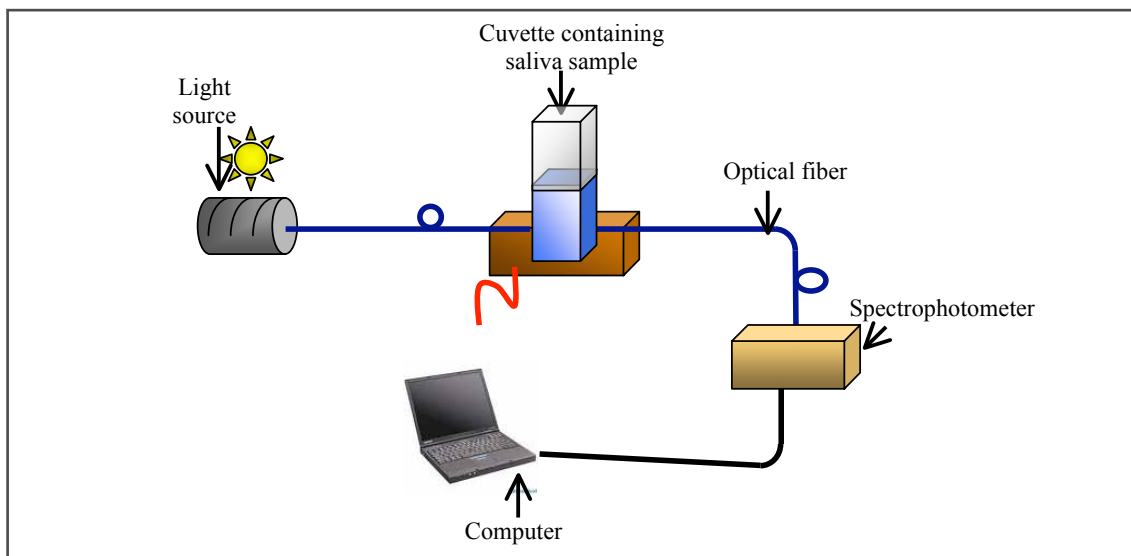 Cuvette containing
saliva sample
Light
source
Optical fiber
Spectrophotometer
Computer